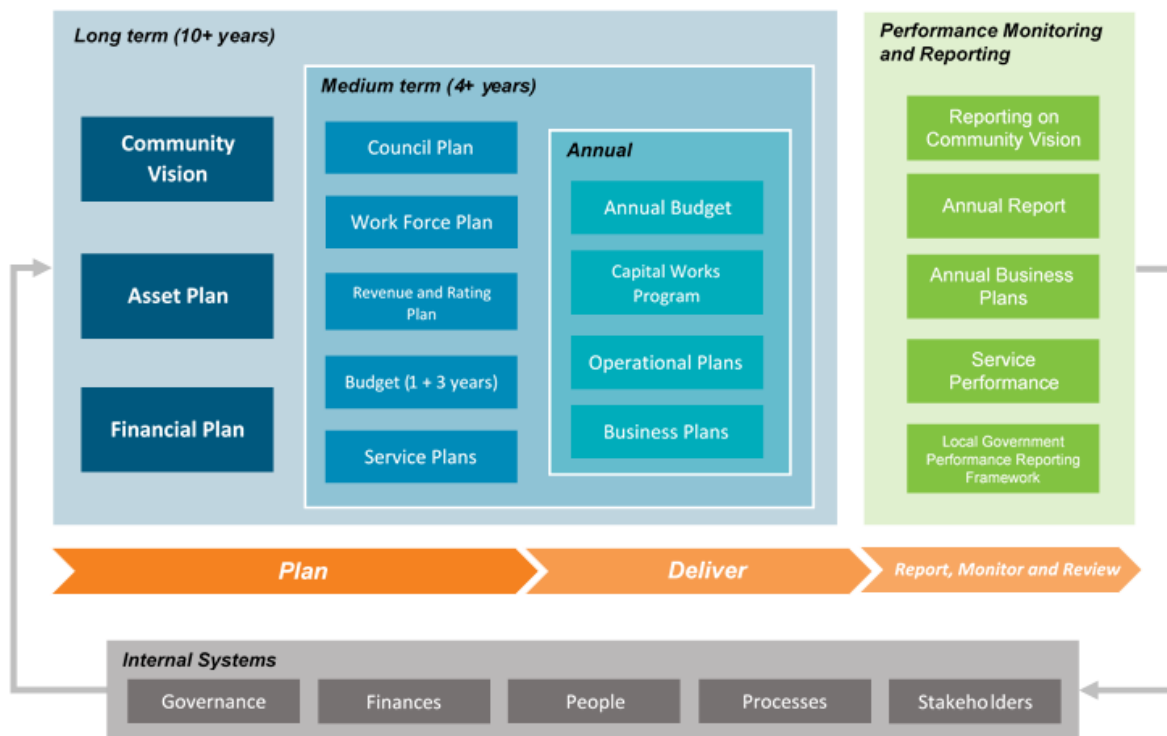 Long term (10+ years)
Community
Vision
Asset Plan
Financial Plan
Medium term (4+ years)
Council Plan
Work Force Plan
Revenue and Rating
Plan
Budget (1 + 3 years)
Service Plans
Annual
Annual Budget
Capital Works
Program
Operational Plans
Business Plans
Performance Monitoring
and Reporting
Reporting on
Community Vision
Annual Report
Annual Business
Plans
Service
Performance
Local Government
Performance Reporting
Framework
Plan
Deliver
Report, Monitor and Review
Internal Systems
Governance
Finances
People
Processes
Stakeholders